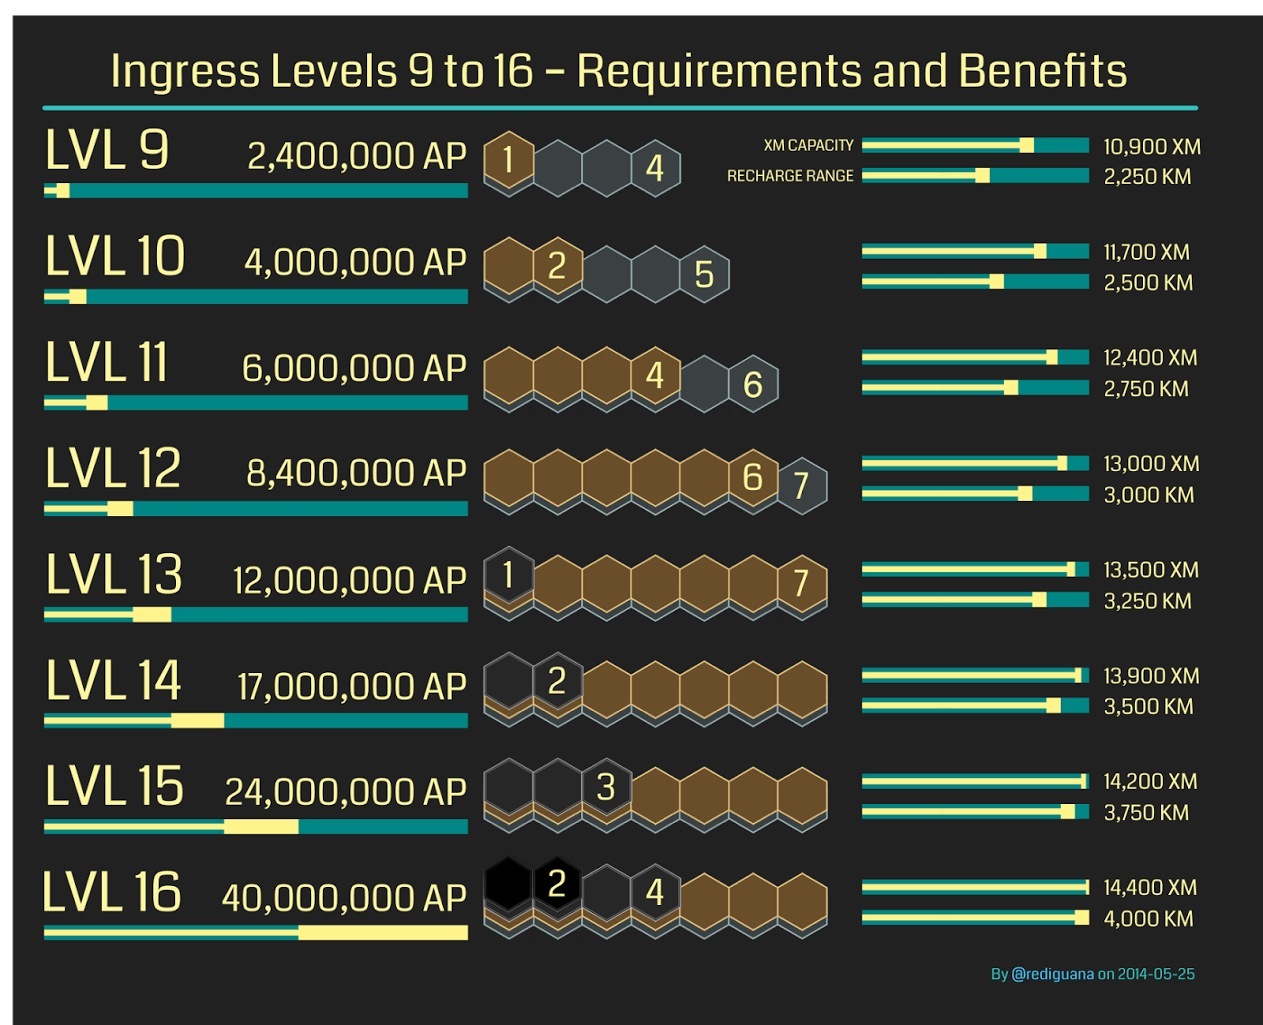 Ingress Levels 9 to 16 – Requirements and Benefits
LVL 9 2,400,000 AP 1 4 XM CAPACITY 10,900 XM
RECHARGE RANGE 2,250 KM
LVL 10 4,000,000 AP 2 5 11,700 XM
2,500 KM
LVL 11 6,000,000 AP 4 6 12,400 XM
2,750 KM
LVL 12 8,400,000 AP 6 7 13,000 XM
3,000 KM
LVL 13 12,000,000 AP 1 7 13,500 XM
3,250 KM
LVL 14 17,000,000 AP 2 13,900 XM
3,500 KM
LVL 15 24,000,000 AP 3 14,200 XM
3,750 KM
LVL 16 40,000,000 AP 2 4 14,400 XM
4,000 KM
By @rediguana on 2014-05-25